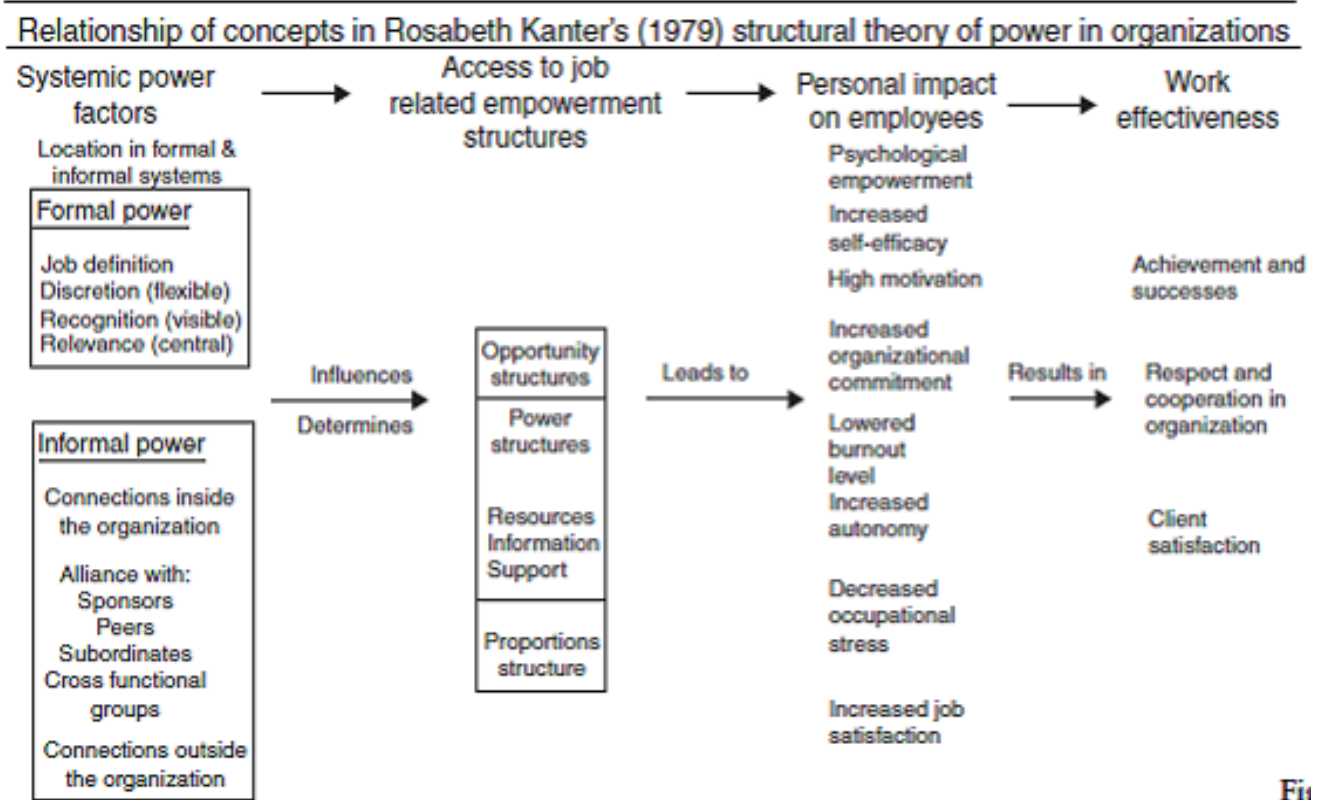 Relationship of concepts in Rosabeth Kanter's (1979) structural theory of power in organizations
Systemic power
factors
Location in formal &
informal systems
Formal power
Job definition
Discretion (flexible)
Recognition (visible)
Relevance (central)
Informal power
Connections inside
the organization
Alliance with:
Sponsors
Peers
Subordinates
Cross functional
groups
Connections outside
the organization
Influences
Determines
Access to job
related empowerment
structures
Opportunity
structures
Power
structures
Resources
Information
Support
Proportions
structure
Leads to
Personal impact
on employees
Psychological
empowerment
Increased
self-efficacy
High motivation
Increased
organizational
commitment
Lowered
burnout
level
Increased
autonomy
Decreased
occupational
stress
Increased job
satisfaction
Results in
Work
effectiveness
Achievement and
successes
Respect and
cooperation in
organization
Client
satisfaction